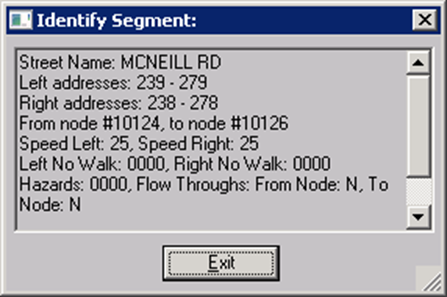 Identify Segment:
Street Name: MCNEILL RD
Left addresses: 239 - 279
Right addresses: 238 - 278
From node #10124, to node #10126
Speed Left: 25, Speed Right: 25
Left No Walk: 0000, Right No Walk: 0000
Hazards: 0000, Flow Throughs: From Node: N, To
Node: N
Exit